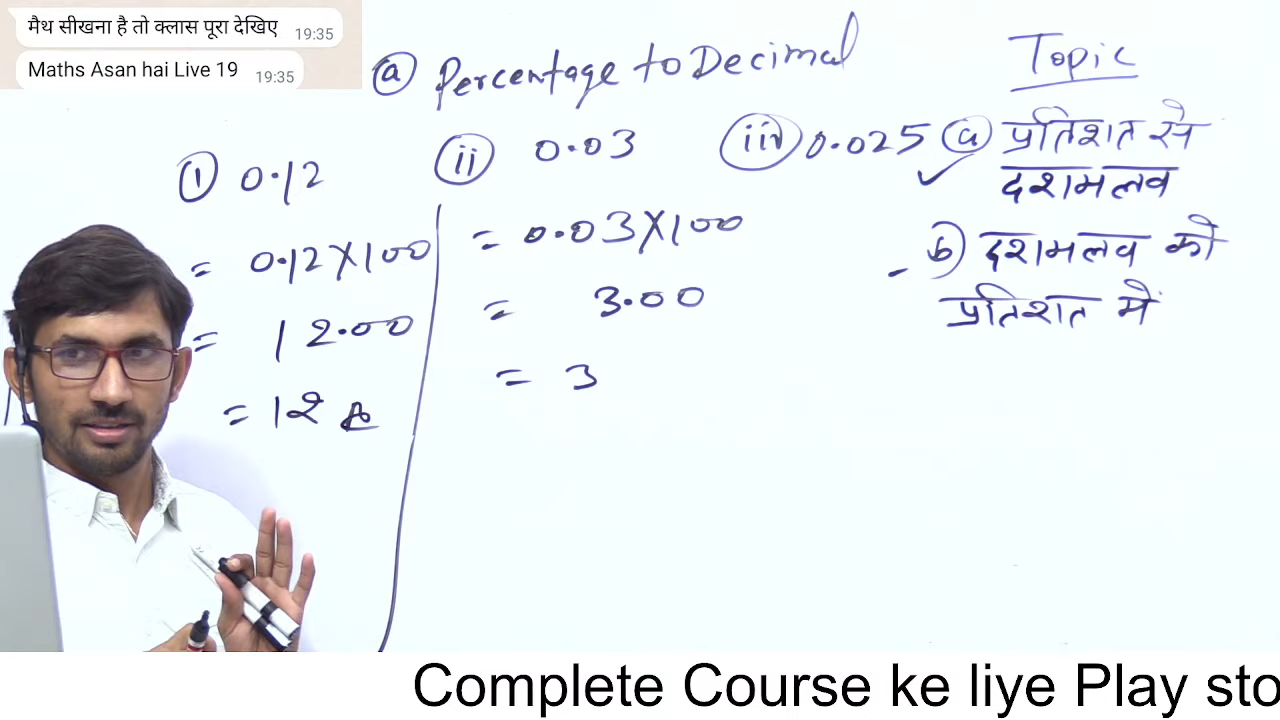 मैथ सीखना है तो क्लास पूरा देखिए 19:35
Maths Asan hai Live 19 19:35
ⓐ Percentage to Decimal
Topic
ⓐ प्रतिशत से
दशमलव
ⓑ दशमलव को
प्रतिशत में
① 0.12
= 0.12×100
= 12.00
= 12
ⅱ 0.03
= 0.03×100
= 3.00
= 3
0.025
Complete Course ke liye Play sto